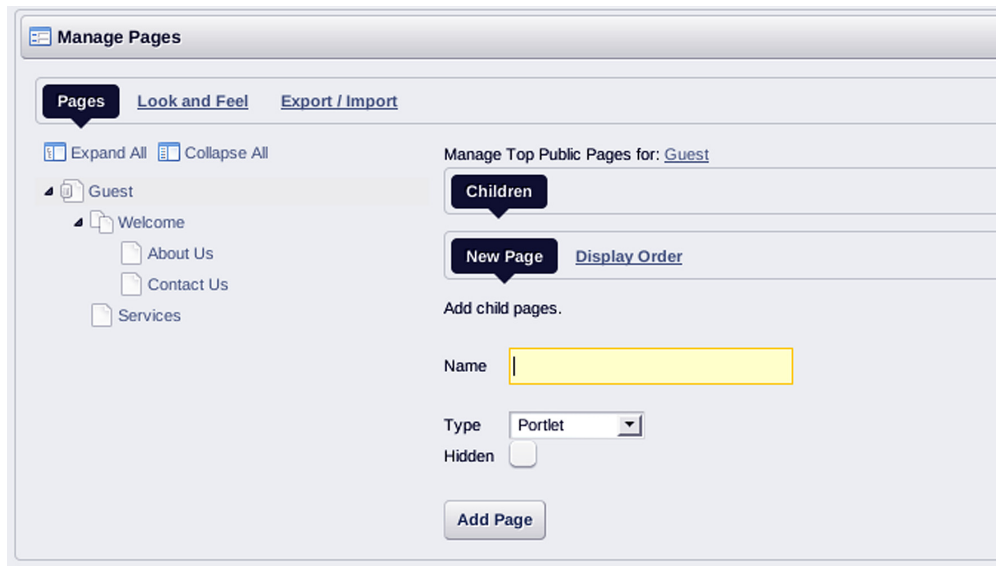 Manage Pages
Pages Look and Feel Export / Import
Expand All Collapse All
Guest
Welcome
About Us
Contact Us
Services
Manage Top Public Pages for: Guest
Children
New Page Display Order
Add child pages.
Name
Type Portlet
Hidden
Add Page